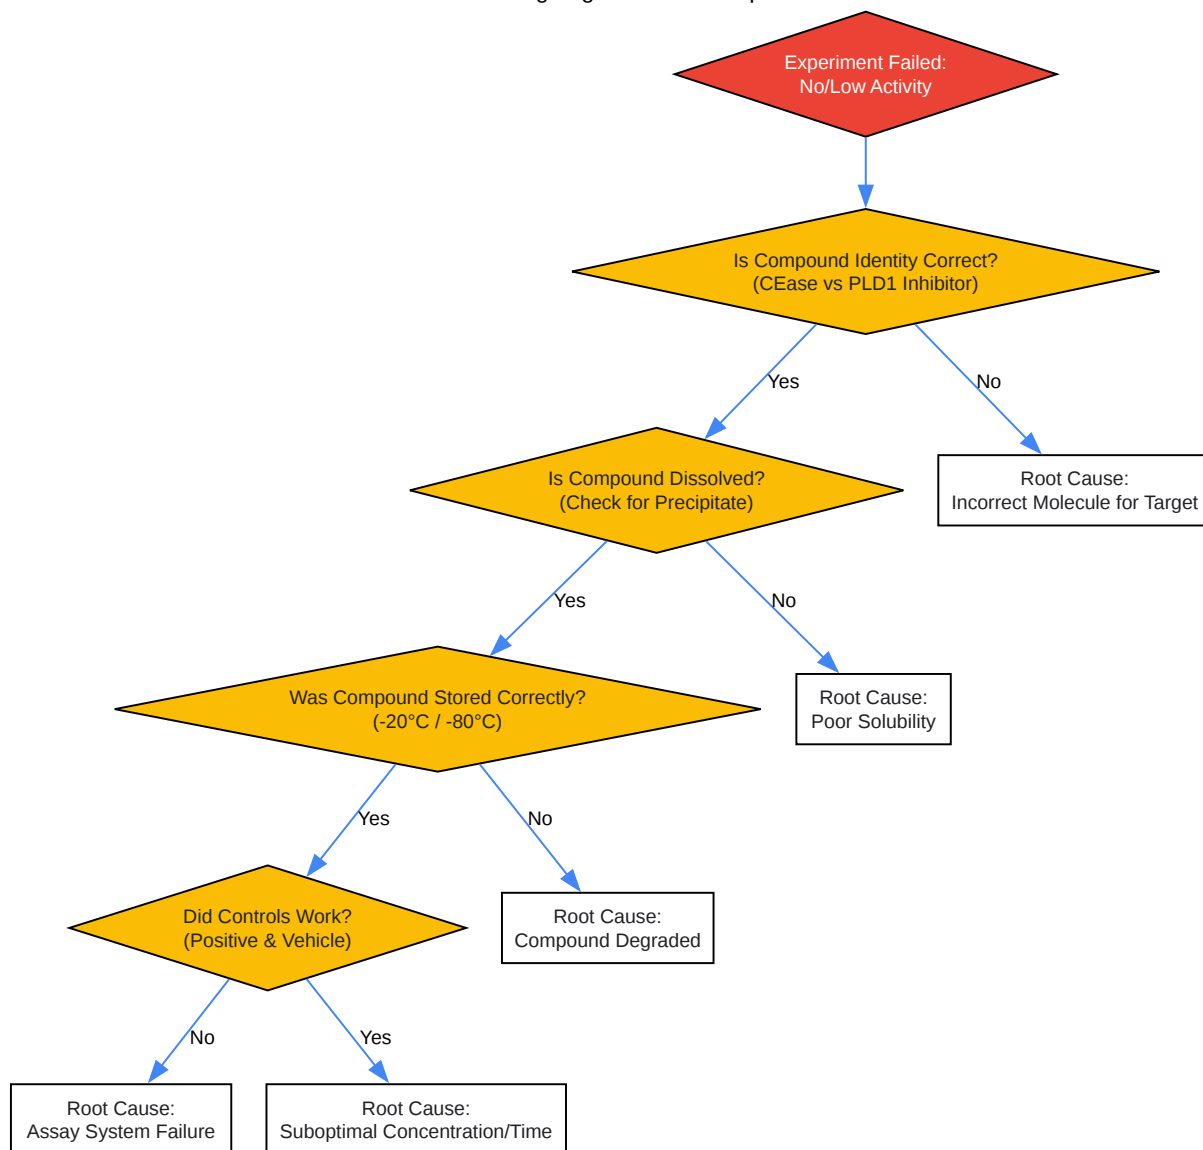 Experiment Failed:
No/Low Activity
Is Compound Identity Correct?
(CEase vs PLD1 Inhibitor)
Yes
No
Is Compound Dissolved?
(Check for Precipitate)
Root Cause:
Incorrect Molecule for Target
Yes
No
Was Compound Stored Correctly?
(-20°C / -80°C)
Root Cause:
Poor Solubility
Yes
No
Did Controls Work?
(Positive & Vehicle)
Root Cause:
Compound Degraded
No
Yes
Root Cause:
Assay System Failure
Root Cause:
Suboptimal Concentration/Time